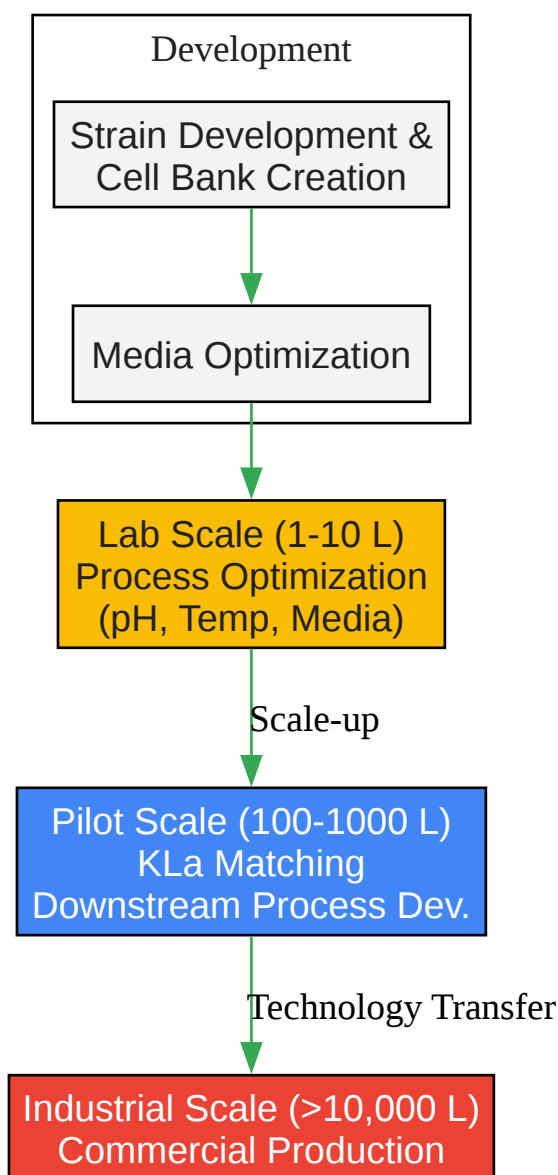 Development
Strain Development &
Cell Bank Creation
Media Optimization
Lab Scale (1-10 L)
Process Optimization
(pH, Temp, Media)
Scale-up
Pilot Scale (100-1000 L)
KLa Matching
Downstream Process Dev.
Technology Transfer
Industrial Scale (>10,000 L)
Commercial Production